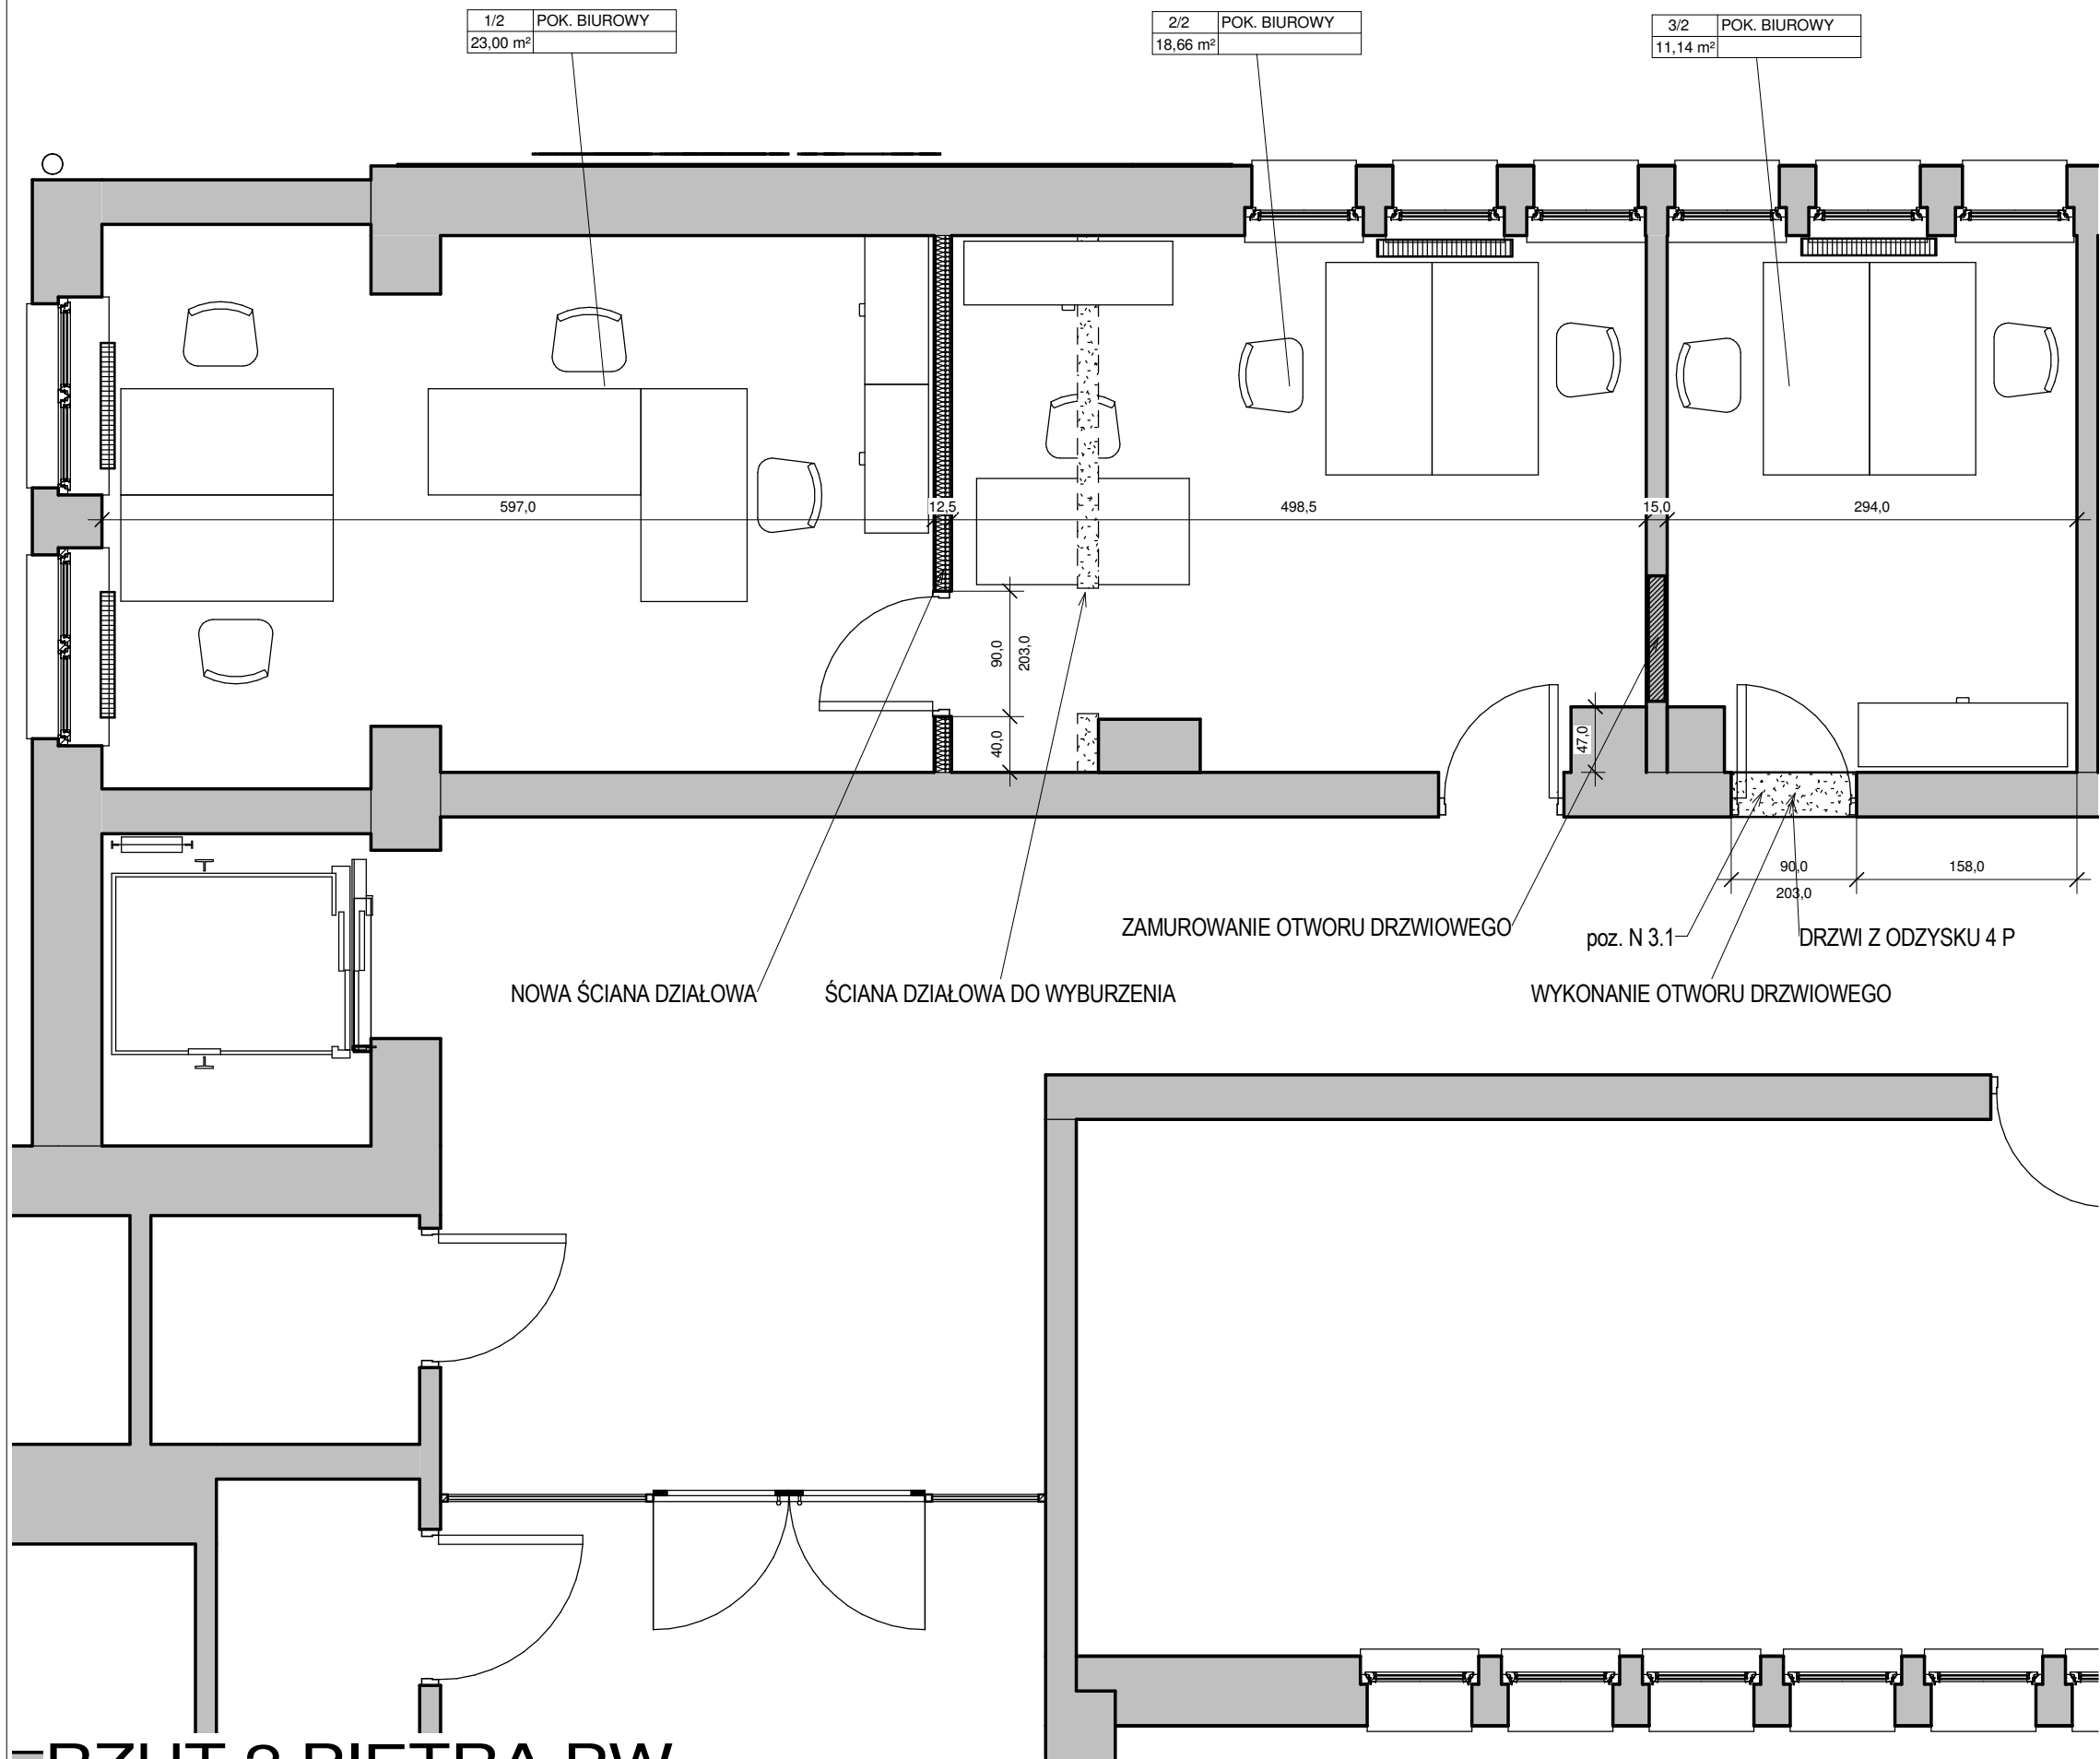 1/2 POK. BIUROWY
23,00 m²
2/2 POK. BIUROWY
18,66 m²
3/2 POK. BIUROWY
11,14 m²
597,0
12,5
498,5
15,0
294,0
90,0
203,0
40,0
47,0
90,0
203,0
158,0
ZAMUROWANIE OTWORU DRZWIOWEGO
poz. N 3.1
DRZWI Z ODZYSKU 4 P
NOWA ŚCIANA DZIAŁOWA
ŚCIANA DZIAŁOWA DO WYBURZENIA
WYKONANIE OTWORU DRZWIOWEGO